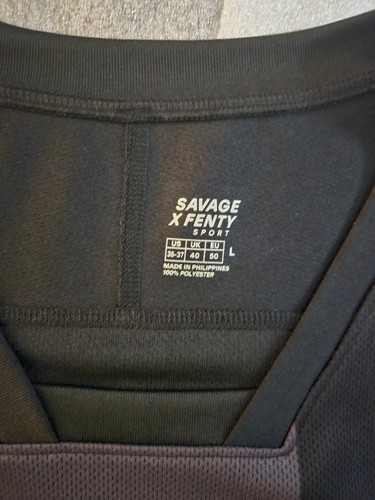 SAVAGE
X FENTY
SPORT
US UK EU
36-37 40 50 L
MADE IN PHILIPPINES
100% POLYESTER